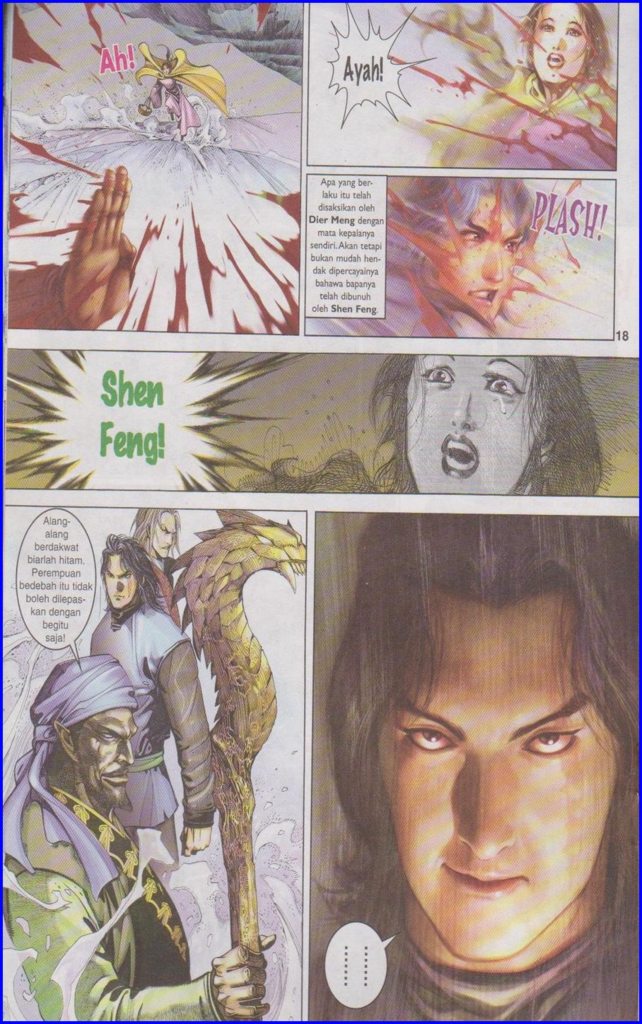 Ah!
Ayah!
Apa yang ber-
laku itu telah
disaksikan oleh
Dier Meng dengan
mata kepalanya
sendiri. Akan tetapi
bukan mudah hen-
dak dipercayainya
bahawa bapanya
telah dibunuh
oleh Shen Feng.
PLASH!
18
Shen
Feng!
Alang-
alang
berdakwat
biarlah hitam.
Perempuan
bedebah itu tidak
boleh dilepas-
kan dengan
begitu
saja!